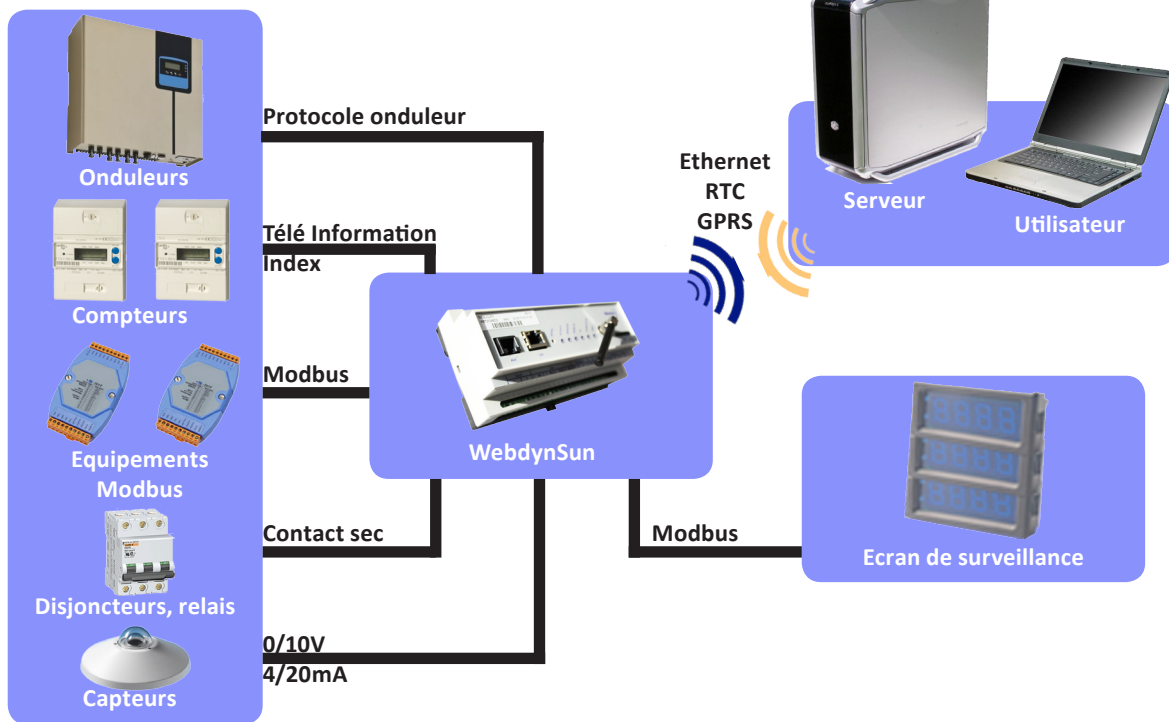 Protocole onduleur
Onduleurs
Télé Information
Index
Compteurs
Modbus
Equipements
Modbus
Contact sec
Disjoncteurs, relais
0/10V
4/20mA
Capteurs
WebdynSun
Ethernet
RTC
GPRS
Serveur
Utilisateur
Modbus
Ecran de surveillance